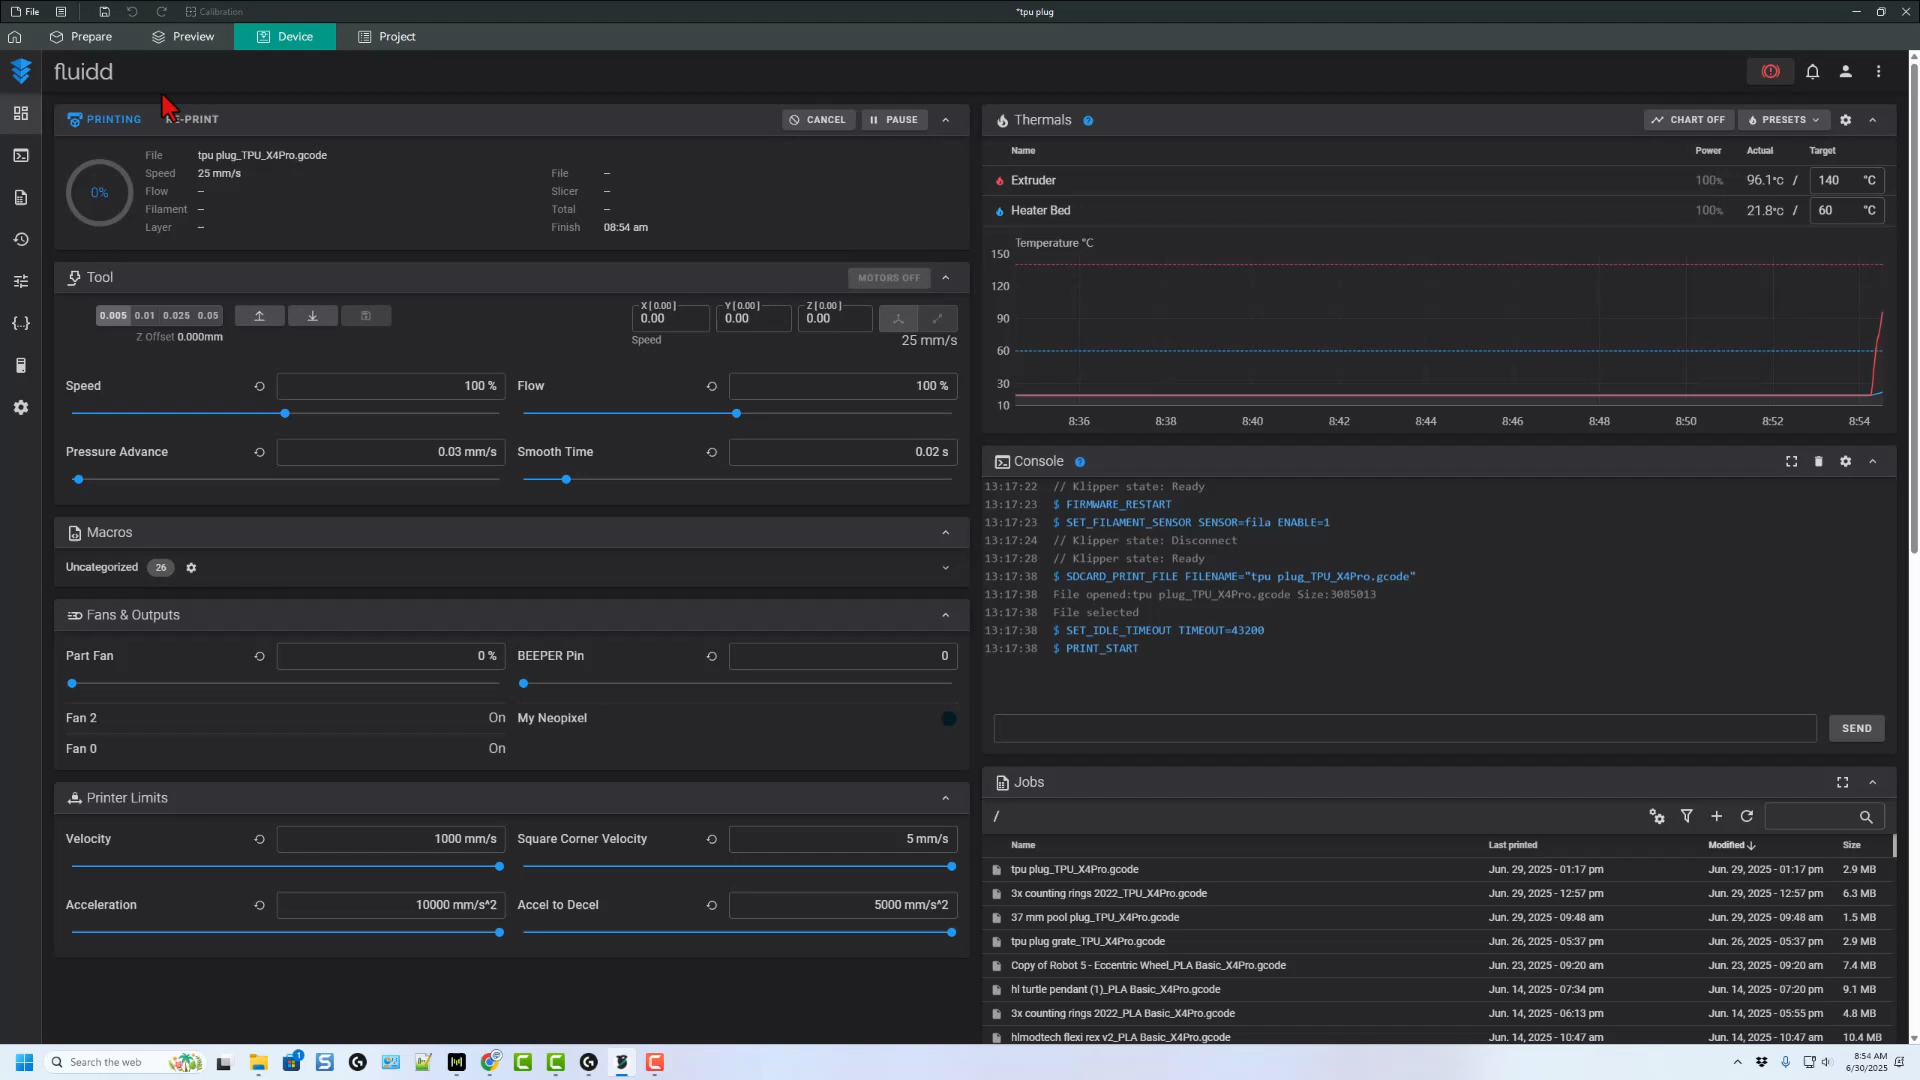 File
Calibration
*tpu plug
Prepare
Preview
Device
Project
fluidd
PRINTING
E-PRINT
CANCEL
PAUSE
0%
File tpu plug_TPU_X4Pro.gcode
Speed 25 mm/s
Flow --
Filament --
Layer --
File --
Slicer --
Total --
Finish 08:54 am
Tool
MOTORS OFF
0.005 0.01 0.025 0.05
Z Offset 0.000mm
X [ 0.00 ]
0.00
Y [ 0.00 ]
0.00
Z [ 0.00 ]
0.00
Speed 25 mm/s
Speed 100 %
Flow 100 %
Pressure Advance 0.03 mm/s
Smooth Time 0.02 s
Macros
Uncategorized 26
Fans & Outputs
Part Fan 0 %
BEEPER Pin 0
Fan 2 On
My Neopixel
Fan 0 On
Printer Limits
Velocity 1000 mm/s
Square Corner Velocity 5 mm/s
Acceleration 10000 mm/s^2
Accel to Decel 5000 mm/s^2
Thermals
CHART OFF
PRESETS
Name Power Actual Target
Extruder 100% 96.1°C / 140 °C
Heater Bed 100% 21.8°C / 60 °C
Temperature °C
150
120
90
60
30
10
8:36 8:38 8:40 8:42 8:44 8:46 8:48 8:50 8:52 8:54
Console
13:17:22 // Klipper state: Ready
13:17:23 $ FIRMWARE_RESTART
13:17:23 $ SET_FILAMENT_SENSOR SENSOR=fila ENABLE=1
13:17:24 // Klipper state: Disconnect
13:17:28 // Klipper state: Ready
13:17:38 $ SDCARD_PRINT_FILE FILENAME="tpu plug_TPU_X4Pro.gcode"
13:17:38 File opened:tpu plug_TPU_X4Pro.gcode Size:3085013
13:17:38 File selected
13:17:38 $ SET_IDLE_TIMEOUT TIMEOUT=43200
13:17:38 $ PRINT_START
SEND
Jobs
/
Name Last printed Modified Size
tpu plug_TPU_X4Pro.gcode Jun. 29, 2025 - 01:17 pm Jun. 29, 2025 - 01:17 pm 2.9 MB
3x counting rings 2022_TPU_X4Pro.gcode Jun. 29, 2025 - 12:57 pm Jun. 29, 2025 - 12:57 pm 6.3 MB
37 mm pool plug_TPU_X4Pro.gcode Jun. 29, 2025 - 09:48 am Jun. 29, 2025 - 09:48 am 1.5 MB
tpu plug grate_TPU_X4Pro.gcode Jun. 26, 2025 - 05:37 pm Jun. 26, 2025 - 05:37 pm 2.9 MB
Copy of Robot 5 - Eccentric Wheel_PLA Basic_X4Pro.gcode Jun. 23, 2025 - 09:20 am Jun. 23, 2025 - 09:20 am 7.4 MB
hl turtle pendant (1)_PLA Basic_X4Pro.gcode Jun. 14, 2025 - 07:34 pm Jun. 14, 2025 - 07:20 pm 9.1 MB
3x counting rings 2022_PLA Basic_X4Pro.gcode Jun. 14, 2025 - 06:13 pm Jun. 14, 2025 - 05:55 pm 4.8 MB
hlmodtech flexi rex v2_PLA Basic_X4Pro.gcode Jun. 14, 2025 - 10:47 am Jun. 14, 2025 - 10:47 am 10.4 MB
Search the web
8:54 AM
6/30/2025